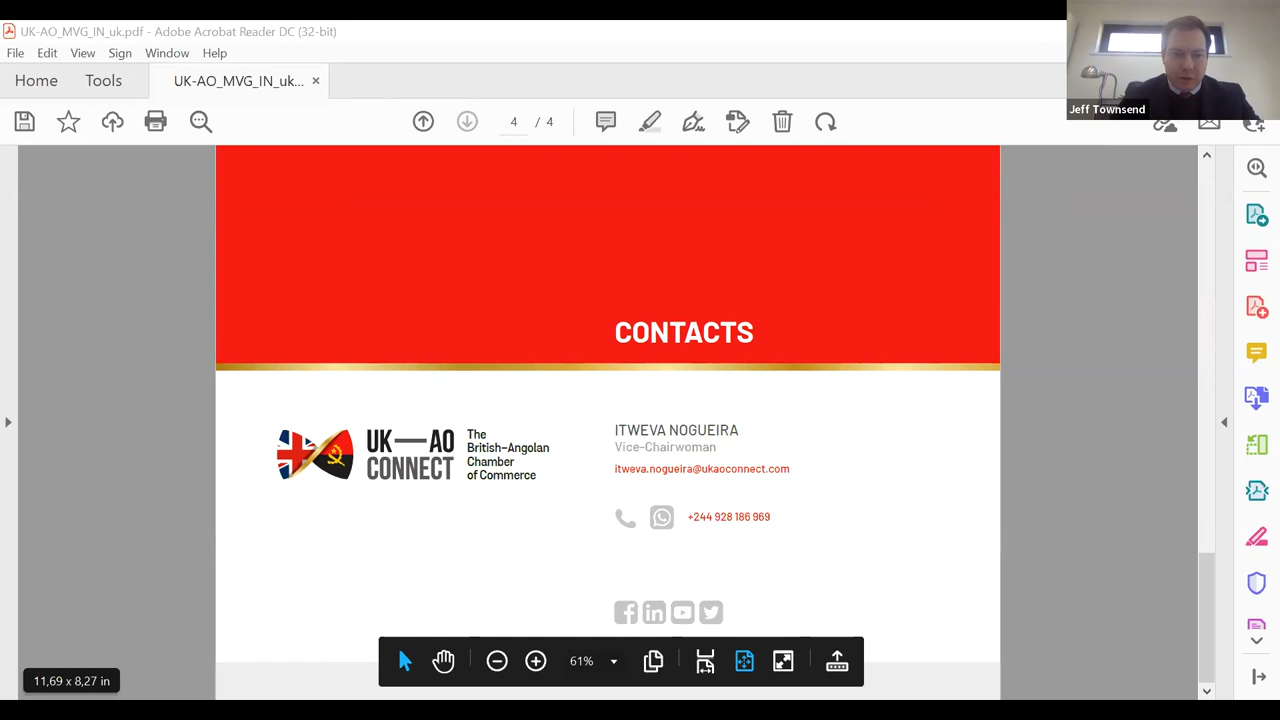 UK-AO_MVG_IN_uk.pdf - Adobe Acrobat Reader DC (32-bit)
File Edit View Sign Window Help
Home Tools UK-AO_MVG_IN_uk... ×
4 / 4
Jeff Townsend
CONTACTS
UK—AO
CONNECT
The
British-Angolan
Chamber
of Commerce
ITWEVA NOGUEIRA
Vice-Chairwoman
itweva.nogueira@ukaoconnect.com
+244 928 186 969
61%
11,69 x 8,27 in